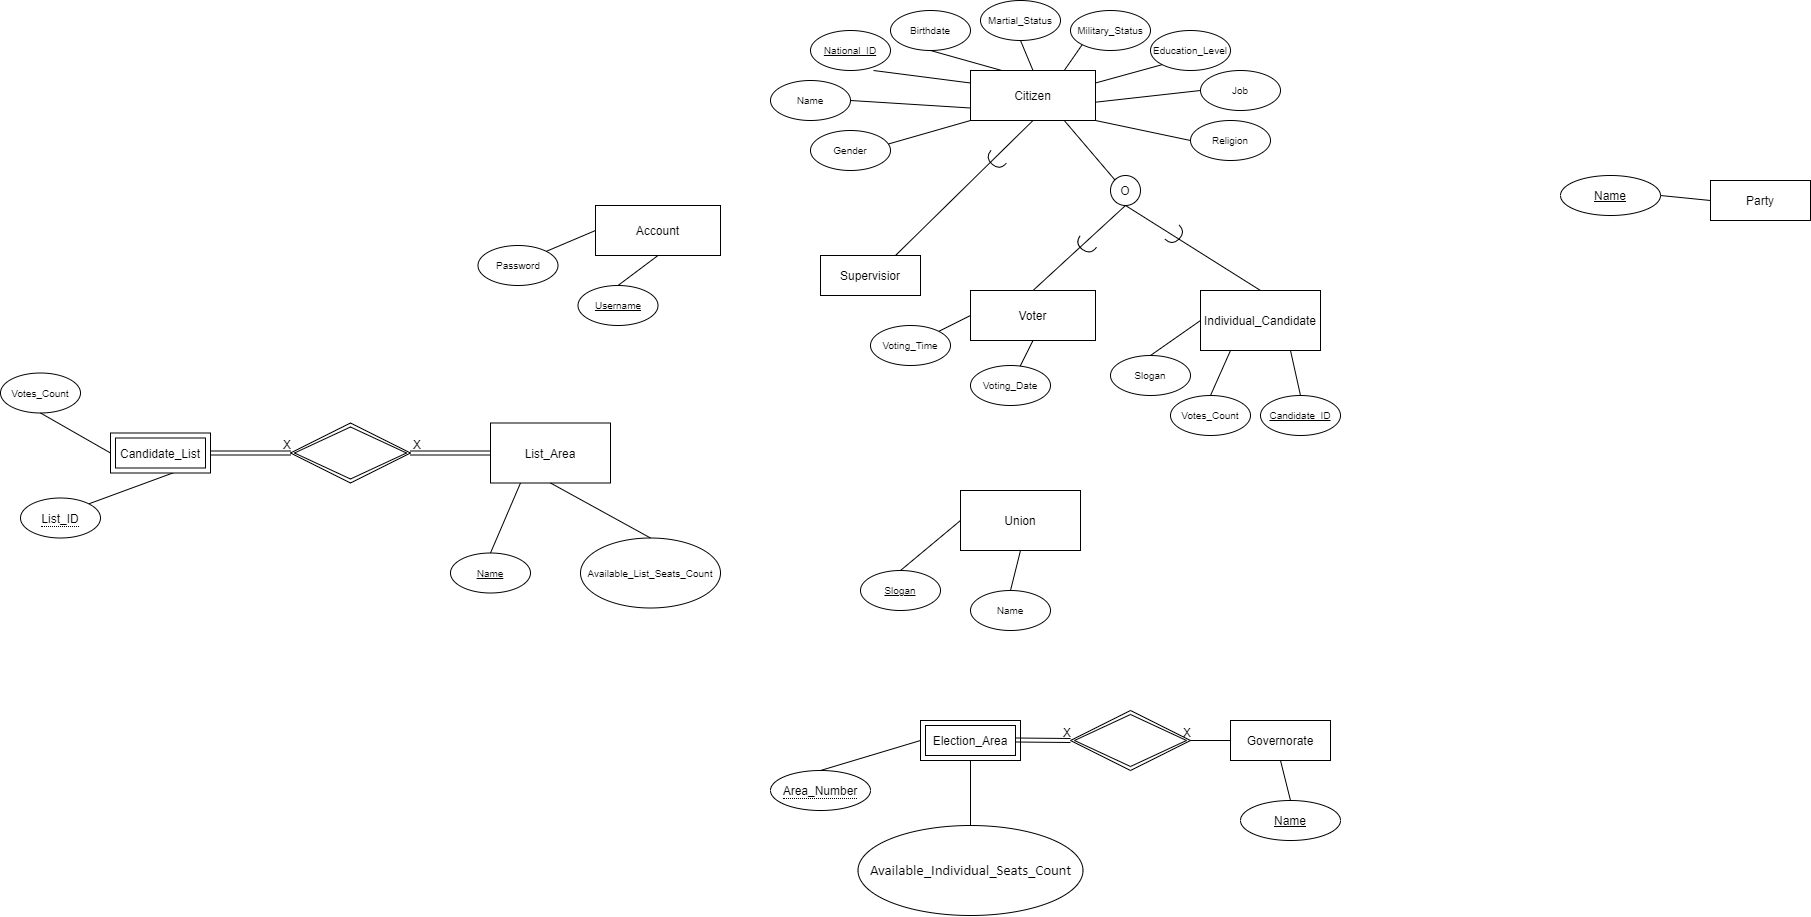 Martial_Status
Birthdate
Military_Status
National_ID
Education_Level
Citizen
Job
Name
Gender
Religion
O
Name
Party
Account
Password
Username
Supervisior
Voter
Individual_Candidate
Voting_Time
Voting_Date
Slogan
Votes_Count
Candidate_ID
Votes_Count
Candidate_List
X
X
List_Area
List_ID
Name
Available_List_Seats_Count
Union
Slogan
Name
Election_Area
X
X
Governorate
Area_Number
Name
Available_Individual_Seats_Count